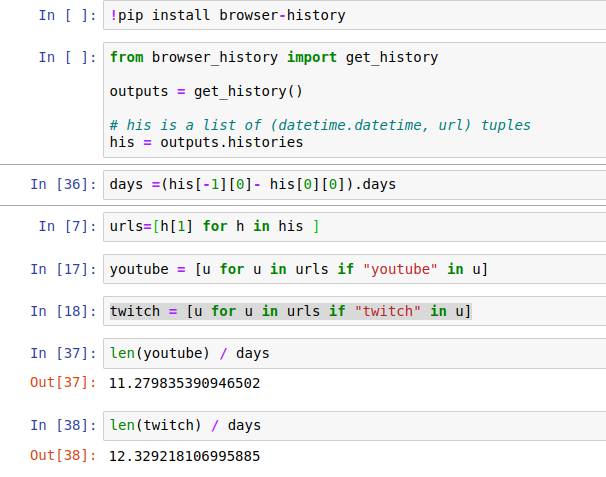 In [ ]: !pip install browser-history
In [ ]: from browser_history import get_history
outputs = get_history()
# his is a list of (datetime.datetime, url) tuples
his = outputs.histories
In [36]: days =(his[-1][0]- his[0][0]).days
In [7]: urls=[h[1] for h in his ]
In [17]: youtube = [u for u in urls if "youtube" in u]
In [18]: twitch = [u for u in urls if "twitch" in u]
In [37]: len(youtube) / days
Out[37]: 11.279835390946502
In [38]: len(twitch) / days
Out[38]: 12.329218106995885